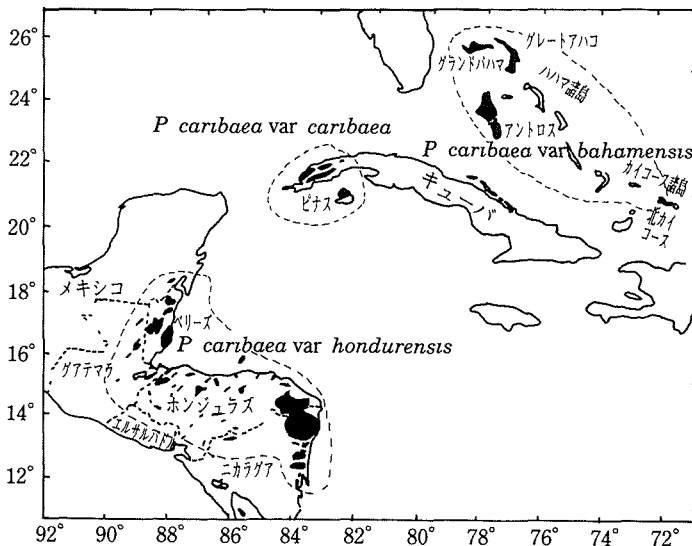 26°
24°
22°
20°
18°
16°
14°
12°
92°
90°
88°
86°
84°
82°
80°
78°
76°
74°
72°
グレートアハコ
グランドバハマ
ハハマ諸島
アントロス
P caribaea var caribaea
P caribaea var bahamensis
カイコース諸島
北カイ
コース
キューバ
ピナス
メキシコ
ベリーズ
P caribaea var hondurensis
グアテマラ
ホンジュラス
エルサルバドル
ニカラグア